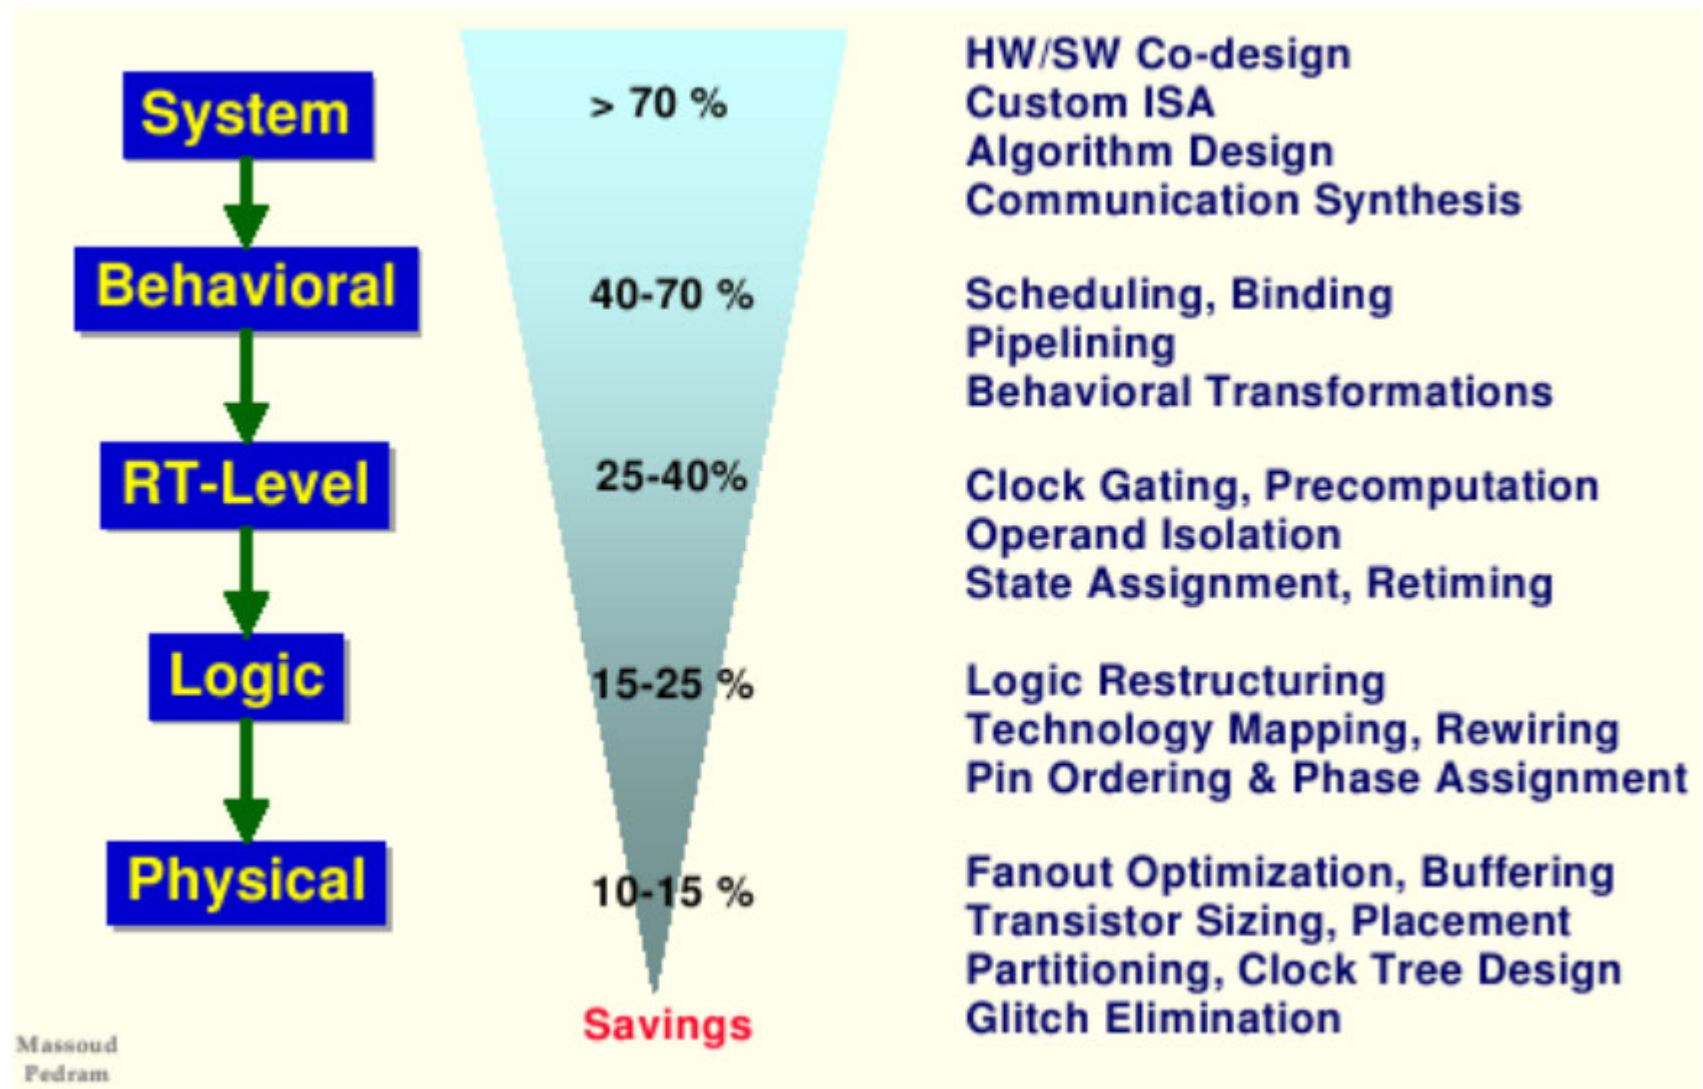 System
> 70 %
HW/SW Co-design
Custom ISA
Algorithm Design
Communication Synthesis
Behavioral
40-70 %
Scheduling, Binding
Pipelining
Behavioral Transformations
RT-Level
25-40%
Clock Gating, Precomputation
Operand Isolation
State Assignment, Retiming
Logic
15-25 %
Logic Restructuring
Technology Mapping, Rewiring
Pin Ordering & Phase Assignment
Physical
10-15 %
Fanout Optimization, Buffering
Transistor Sizing, Placement
Partitioning, Clock Tree Design
Glitch Elimination
Savings
Massoud
Pedram